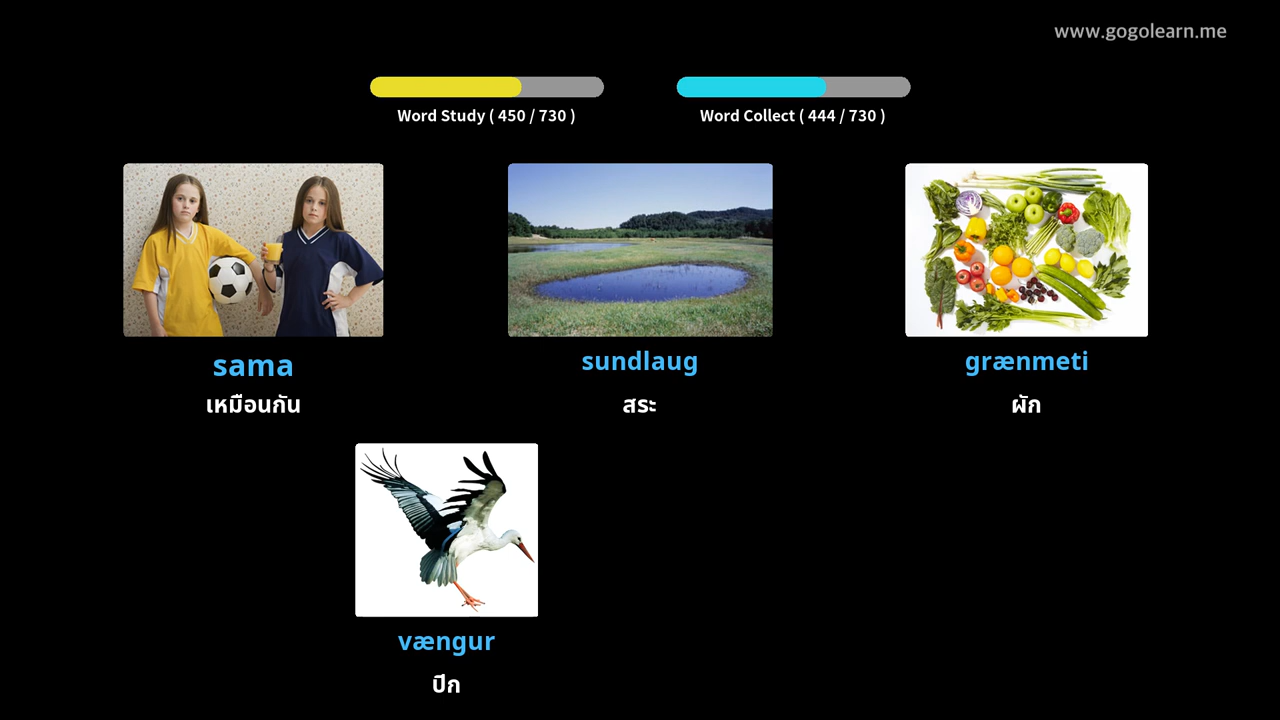 www.gogolearn.me
Word Study ( 450 / 730 )
Word Collect ( 444 / 730 )
sama
เหมือนกัน
sundlaug
สระ
grænmeti
ผัก
vængur
ปีก